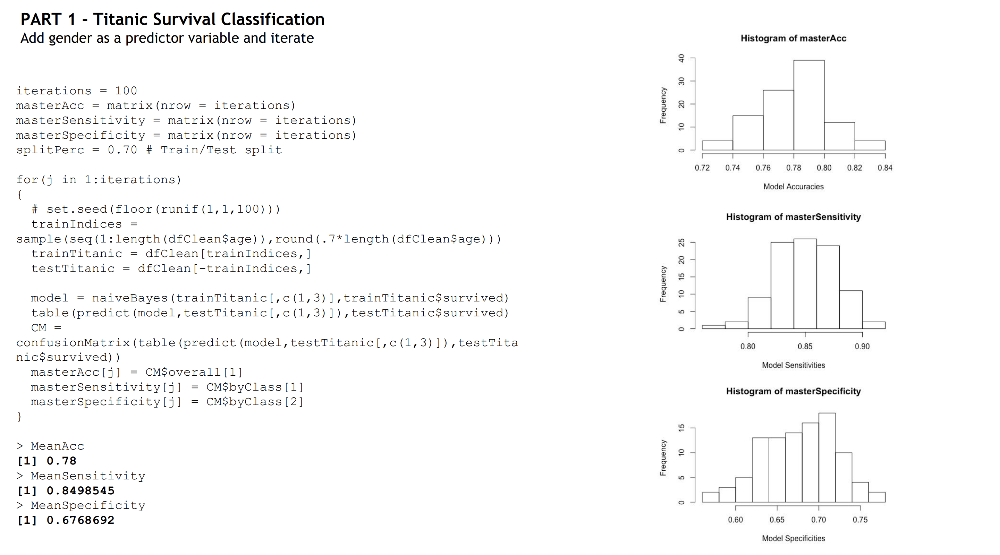 PART 1 - Titanic Survival Classification
Add gender as a predictor variable and iterate
iterations = 100
masterAcc = matrix(nrow = iterations)
masterSensitivity = matrix(nrow = iterations)
masterSpecificity = matrix(nrow = iterations)
splitPerc = 0.70 # Train/Test split
for(j in 1:iterations)
{
# set.seed(floor(runif(1,1,100)))
trainIndices =
sample(seq(1:length(dfClean$age)),round(.7*length(dfClean$age)))
trainTitanic = dfClean[trainIndices,]
testTitanic = dfClean[-trainIndices,]
model = naiveBayes(trainTitanic[,c(1,3)],trainTitanic$survived)
table(predict(model,testTitanic[,c(1,3)]),testTitanic$survived)
CM =
confusionMatrix(table(predict(model,testTitanic[,c(1,3)]),testTita
nic$survived))
masterAcc[j] = CM$overall[1]
masterSensitivity[j] = CM$byClass[1]
masterSpecificity[j] = CM$byClass[2]
}
> MeanAcc
[1] 0.78
> MeanSensitivity
[1] 0.8498545
> MeanSpecificity
[1] 0.6768692
Histogram of masterAcc
Frequency
0 10 20 30 40
0.72 0.74 0.76 0.78 0.80 0.82 0.84
Model Accuracies
Histogram of masterSensitivity
Frequency
0 5 10 15 20 25
0.80 0.85 0.90
Model Sensitivities
Histogram of masterSpecificity
Frequency
0 5 10 15
0.60 0.65 0.70 0.75
Model Specificities